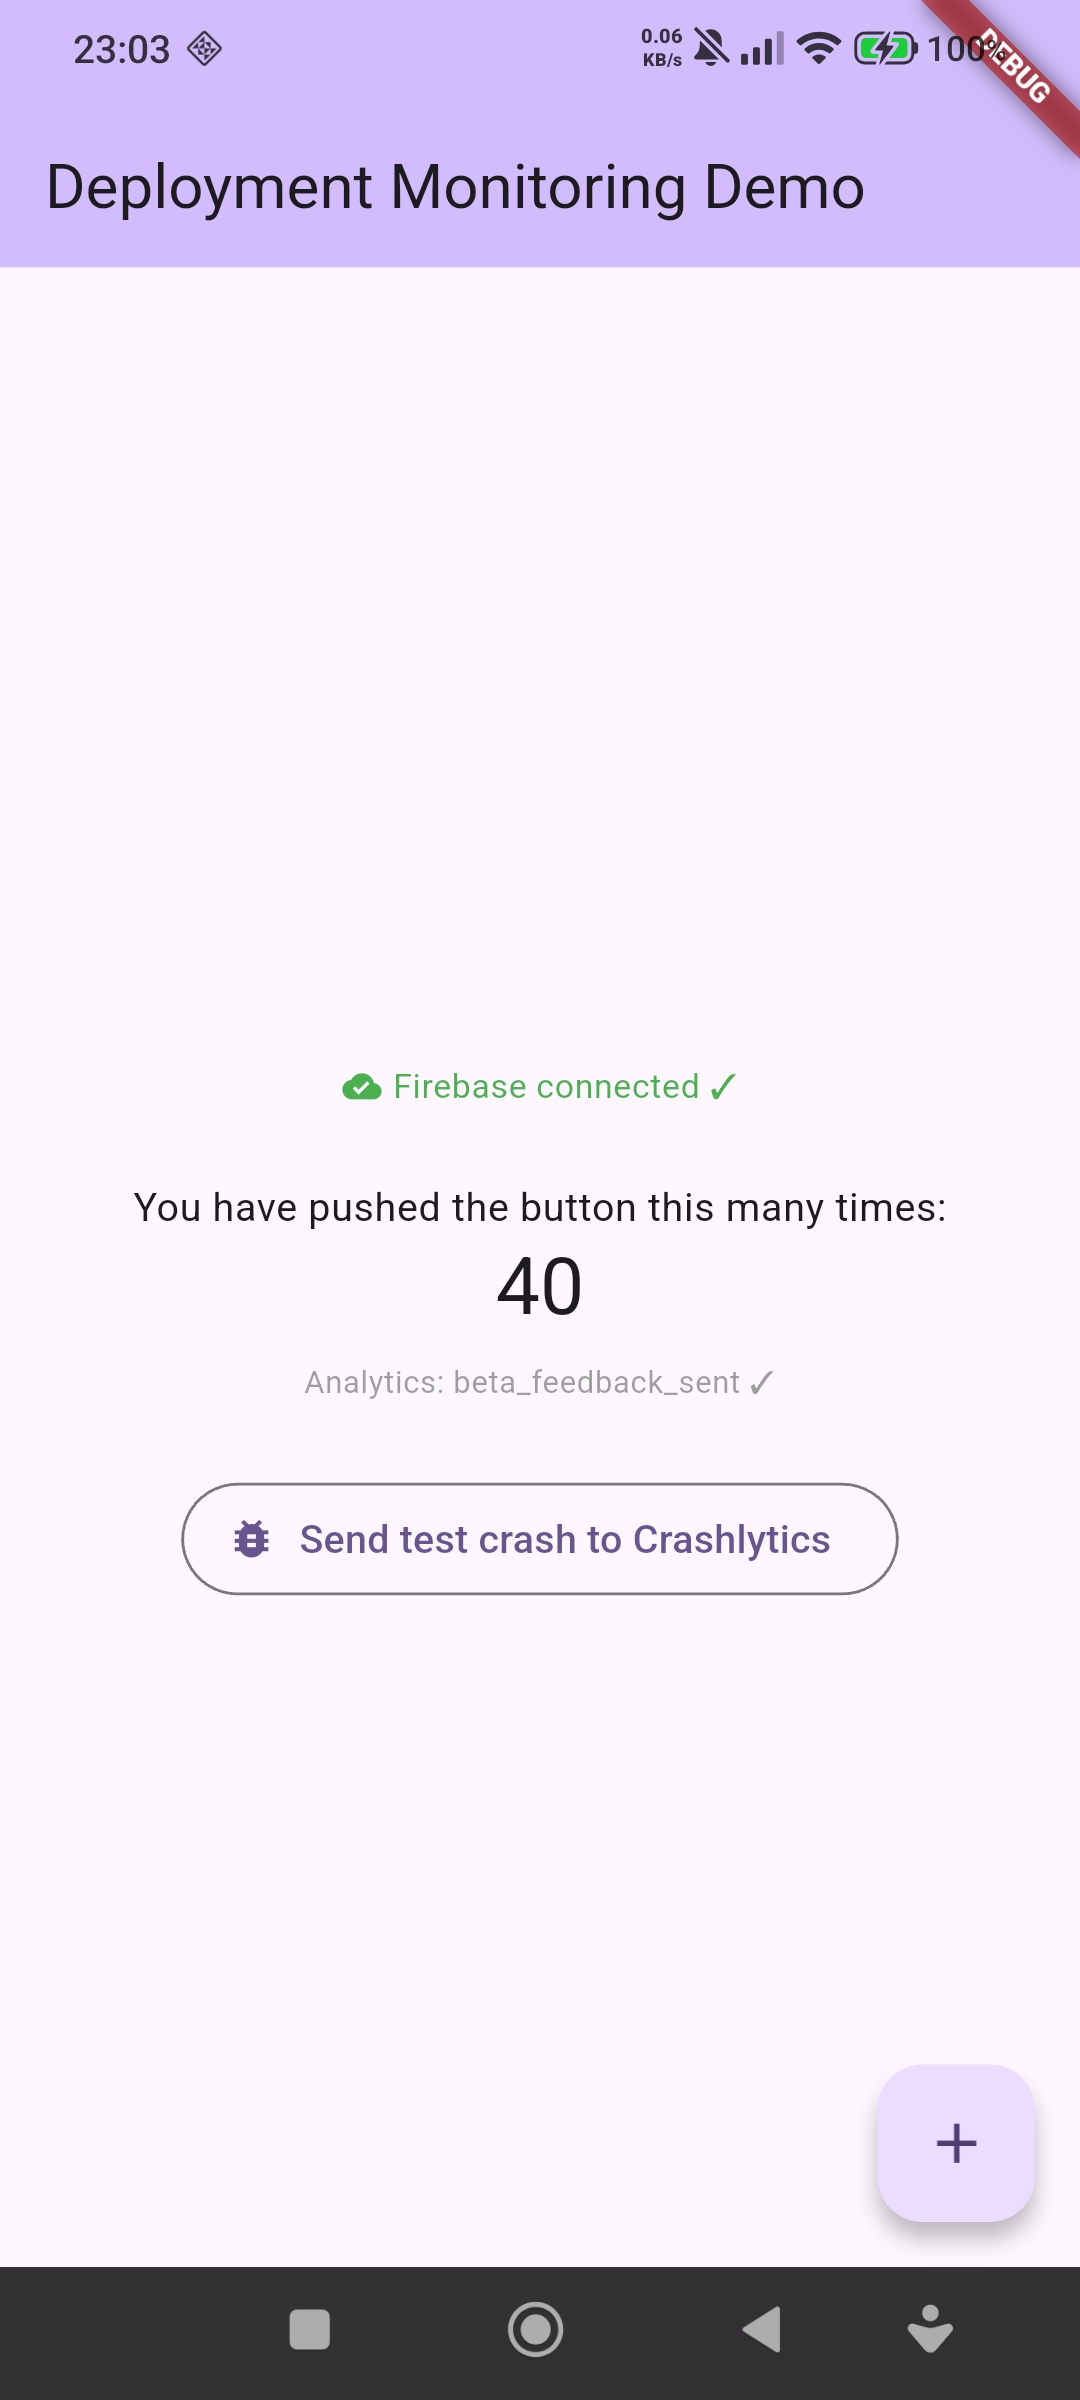 23:03
0.06
KB/s
100%
DEBUG
Deployment Monitoring Demo
Firebase connected ✓
You have pushed the button this many times:
40
Analytics: beta_feedback_sent ✓
Send test crash to Crashlytics